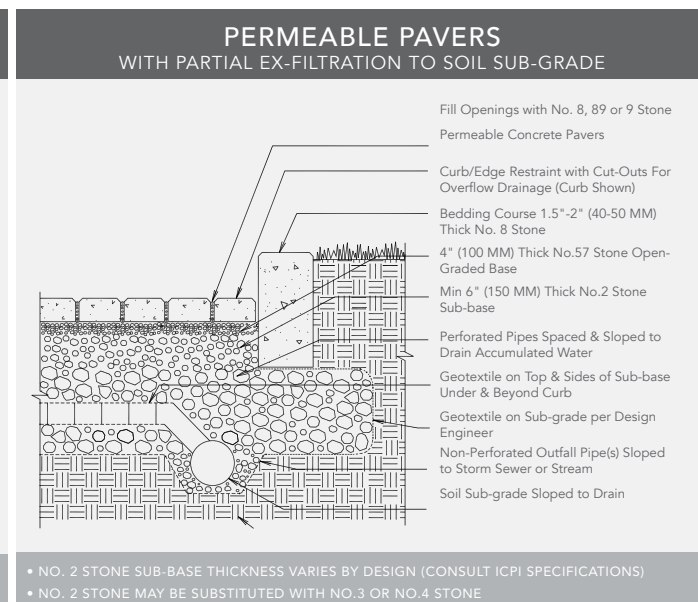 PERMEABLE PAVERS
WITH PARTIAL EX-FILTRATION TO SOIL SUB-GRADE
Fill Openings with No. 8, 89 or 9 Stone
Permeable Concrete Pavers
Curb/Edge Restraint with Cut-Outs For
Overflow Drainage (Curb Shown)
Bedding Course 1.5"-2" (40-50 MM)
Thick No. 8 Stone
4" (100 MM) Thick No.57 Stone Open-
Graded Base
Min 6" (150 MM) Thick No.2 Stone
Sub-base
Perforated Pipes Spaced & Sloped to
Drain Accumulated Water
Geotextile on Top & Sides of Sub-base
Under & Beyond Curb
Geotextile on Sub-grade per Design
Engineer
Non-Perforated Outfall Pipe(s) Sloped
to Storm Sewer or Stream
Soil Sub-grade Sloped to Drain
• NO. 2 STONE SUB-BASE THICKNESS VARIES BY DESIGN (CONSULT ICPI SPECIFICATIONS)
• NO. 2 STONE MAY BE SUBSTITUTED WITH NO.3 OR NO.4 STONE